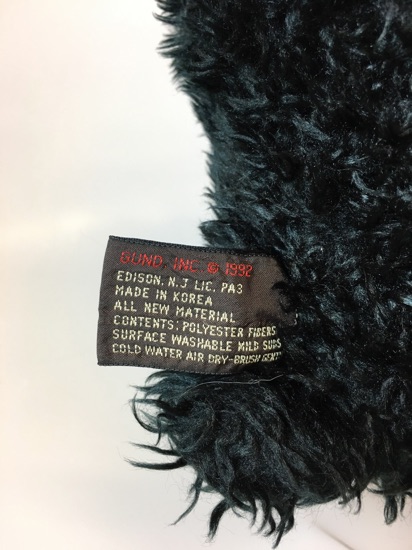 GUND, INC. © 1992
EDISON, N.J LIC. PA3
MADE IN KOREA
ALL NEW MATERIAL
CONTENTS: POLYESTER FIBERS
SURFACE WASHABLE MILD SUDS
COLD WATER AIR DRY-BRUSH GENT